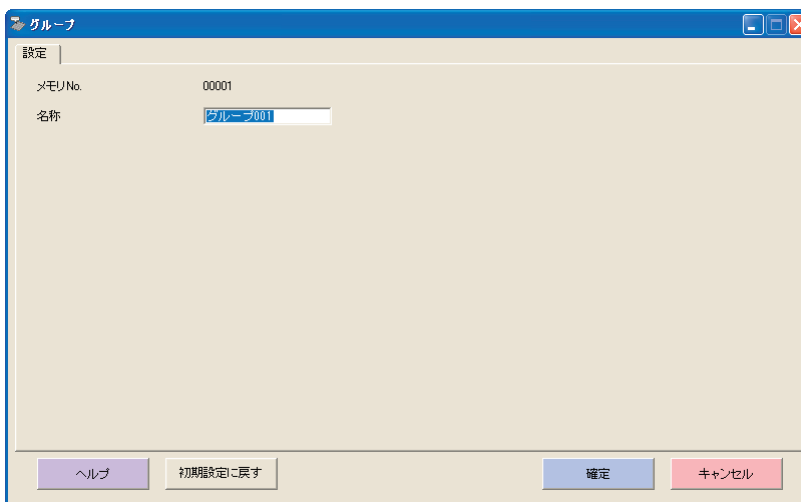 グループ
設定
メモリNo. 00001
名称 グループ001
ヘルプ 初期設定に戻す 確定 キャンセル